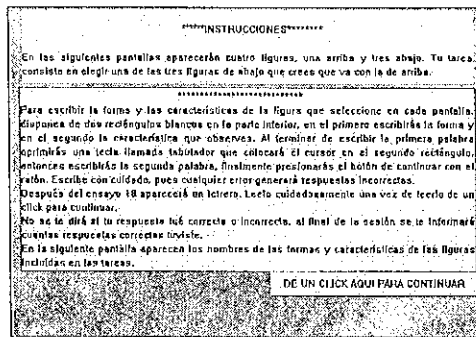 *****INSTRUCCIONES********
En las siguientes pantallas aparecerán cuatro figuras, una arriba y tres abajo. Tu tarea
consiste en elegir una de las tres figuras de abajo que crees que va con la de arriba.
****************************
Para escribir la forma y las características de la figura que seleccione en cada pantalla,
dispones de dos rectángulos blancos en la parte inferior, en el primero escribirás la forma y
en el segundo la característica que observes. Al terminar de escribir la primera palabra
oprimirás una tecla llamada tabulador que colocará el cursor en el segundo rectángulo,
entonces escribirás la segunda palabra, finalmente presionarás el botón de continuar con el
ratón. Escribe con cuidado, pues cualquier error generará respuestas incorrectas.
Después del ensayo 18 aparecerá un letrero. Leelo cuidadosamente una vez de leerlo de un
click para continuar.
No se te dirá si tu respuesta fué correcta o incorrecta, al final de la sesión se te informará
cuántas respuestas correctas tuviste.
En la siguiente pantalla aparecen los nombres de las formas y características de las figuras
incluidas en las tareas.
DE UN CLICK AQUI PARA CONTINUAR